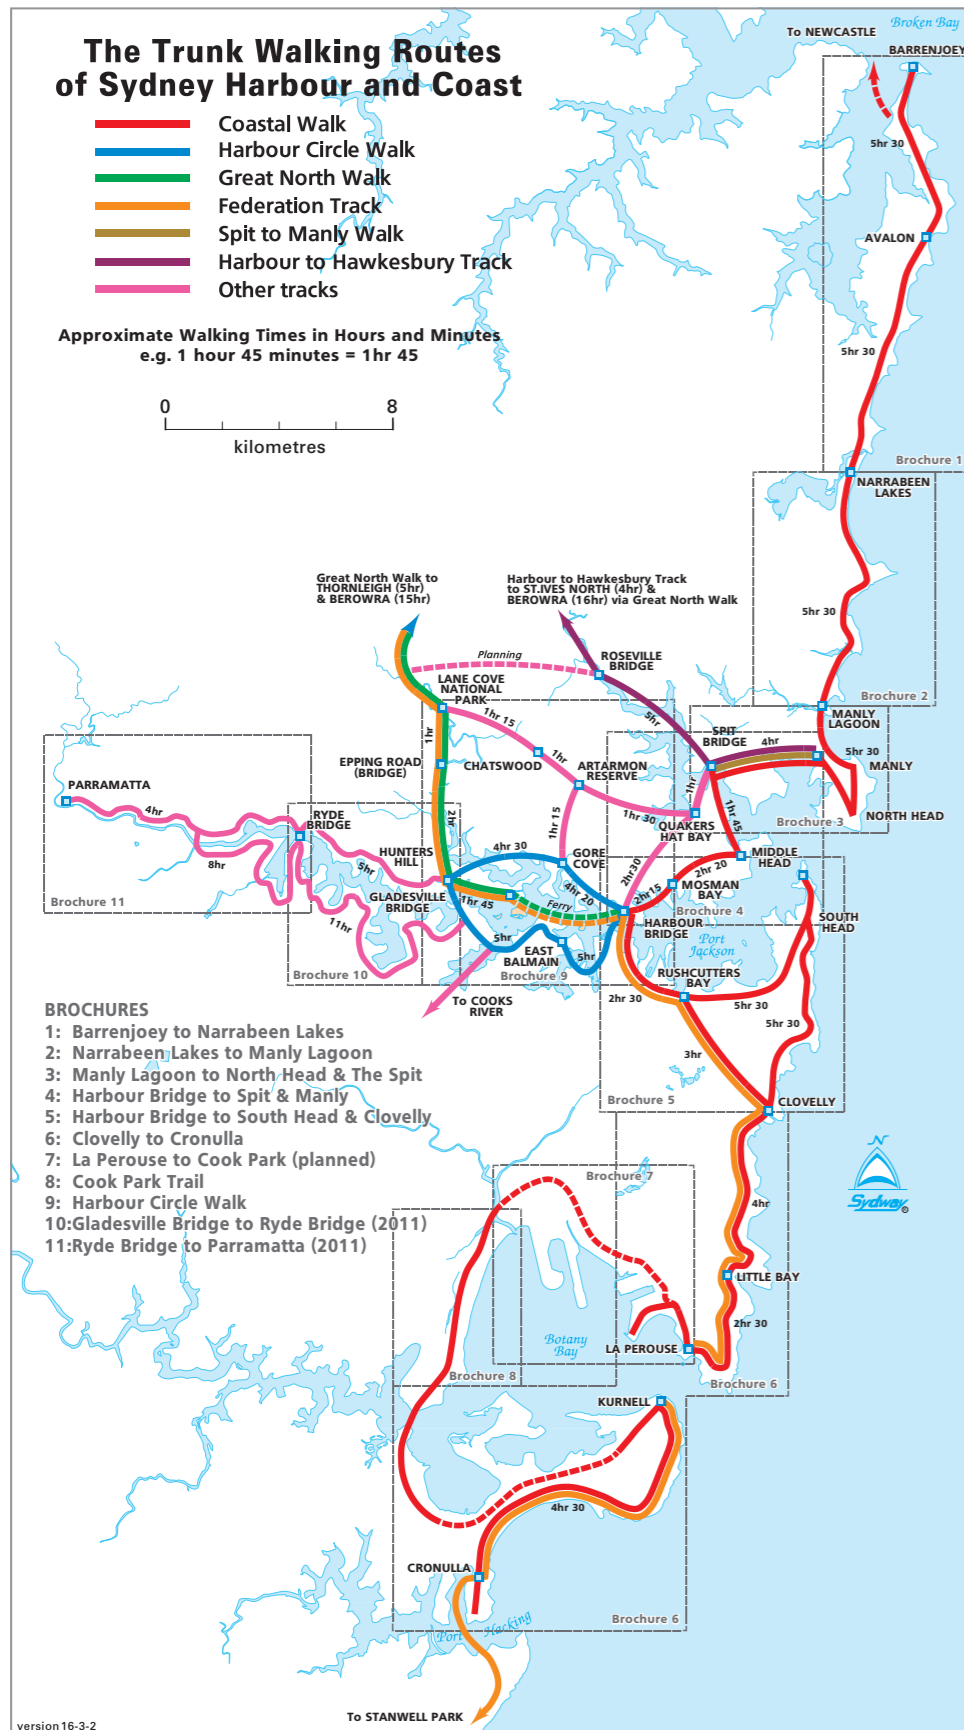 The Trunk Walking Routes
of Sydney Harbour and Coast
Coastal Walk
Harbour Circle Walk
Great North Walk
Federation Track
Spit to Manly Walk
Harbour to Hawkesbury Track
Other tracks
Approximate Walking Times in Hours and Minutes
e.g. 1 hour 45 minutes = 1hr 45
0 8
kilometres
Broken Bay
To NEWCASTLE
BARRENJOEY
5hr 30
AVALON
5hr 30
Brochure 1
NARRABEEN
LAKES
5hr 30
Brochure 2
MANLY
LAGOON
Great North Walk to
THORNLEIGH (5hr)
& BEROWRA (15hr)
Harbour to Hawkesbury Track
to ST.IVES NORTH (4hr) &
BEROWRA (16hr) via Great North Walk
Planning
ROSEVILLE
BRIDGE
LANE COVE
NATIONAL
PARK
1hr 15
5hr
SPIT
BRIDGE
4hr
5hr 30
MANLY
1hr
EPPING ROAD
(BRIDGE)
CHATSWOOD
1hr
ARTARMON
RESERVE
1hr
1hr 45
NORTH HEAD
Brochure 3
PARRAMATTA
4hr
RYDE
BRIDGE
2hr
1hr 15
1hr 30
QUAKERS
HAT BAY
8hr
5hr
HUNTERS
HILL
4hr 30
GORE
COVE
2hr30
2hr 20
MIDDLE
HEAD
Brochure 11
GLADESVILLE
BRIDGE
1hr 45
4hr 20
Ferry
2hr15
MOSMAN
BAY
Brochure 4
11hr
5hr
EAST
BALMAIN
5hr
HARBOUR
BRIDGE
Port
Jackson
SOUTH
HEAD
Brochure 10
Brochure 9
RUSHCUTTERS
BAY
To COOKS
RIVER
2hr 30
5hr 30
5hr 30
3hr
Brochure 5
CLOVELLY
BROCHURES
1: Barrenjoey to Narrabeen Lakes
2: Narrabeen Lakes to Manly Lagoon
3: Manly Lagoon to North Head & The Spit
4: Harbour Bridge to Spit & Manly
5: Harbour Bridge to South Head & Clovelly
6: Clovelly to Cronulla
7: La Perouse to Cook Park (planned)
8: Cook Park Trail
9: Harbour Circle Walk
10:Gladesville Bridge to Ryde Bridge (2011)
11:Ryde Bridge to Parramatta (2011)
N
Sydway
Brochure 7
4hr
LITTLE BAY
2hr 30
Botany
Bay
LA PEROUSE
Brochure 8
Brochure 6
KURNELL
4hr 30
CRONULLA
Brochure 6
Port Hacking
To STANWELL PARK
version 16-3-2